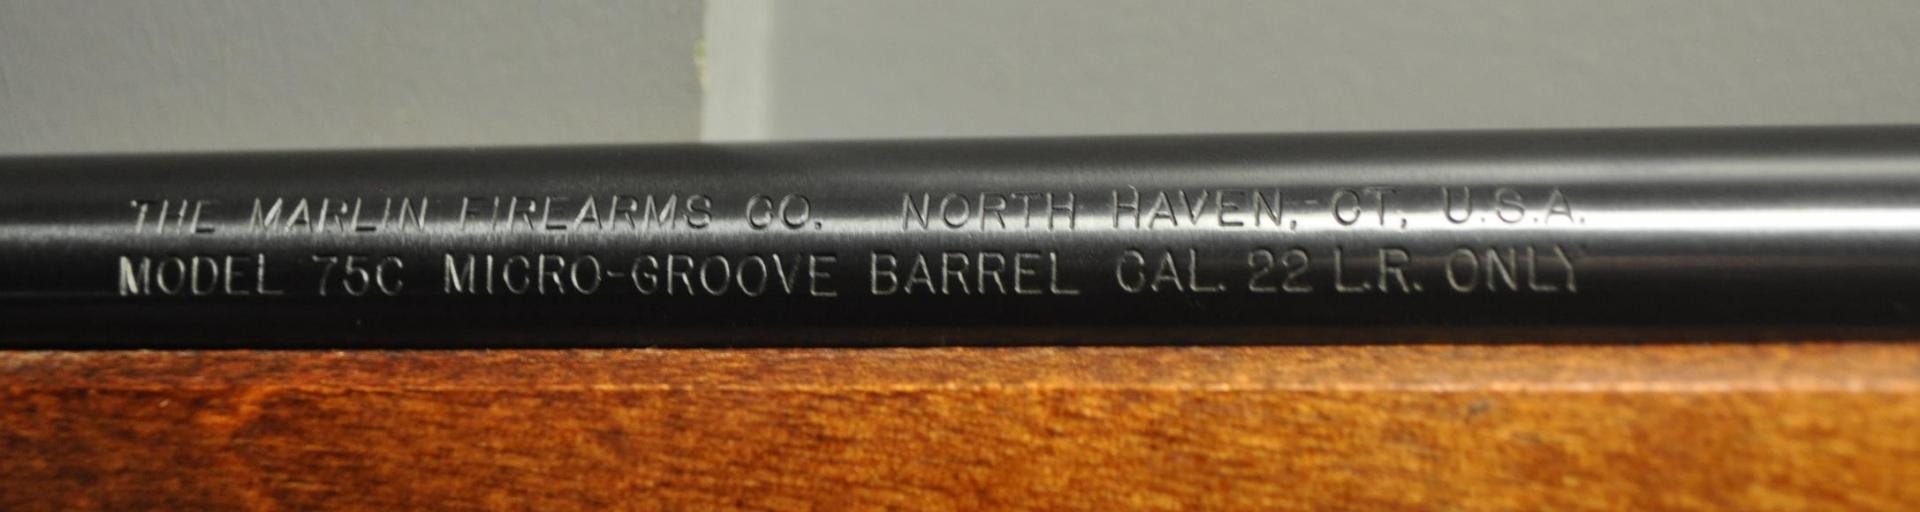 THE MARLIN FIREARMS CO. NORTH HAVEN, CT, U.S.A.
MODEL 75C MICRO-GROOVE BARREL CAL. 22 L.R. ONLY